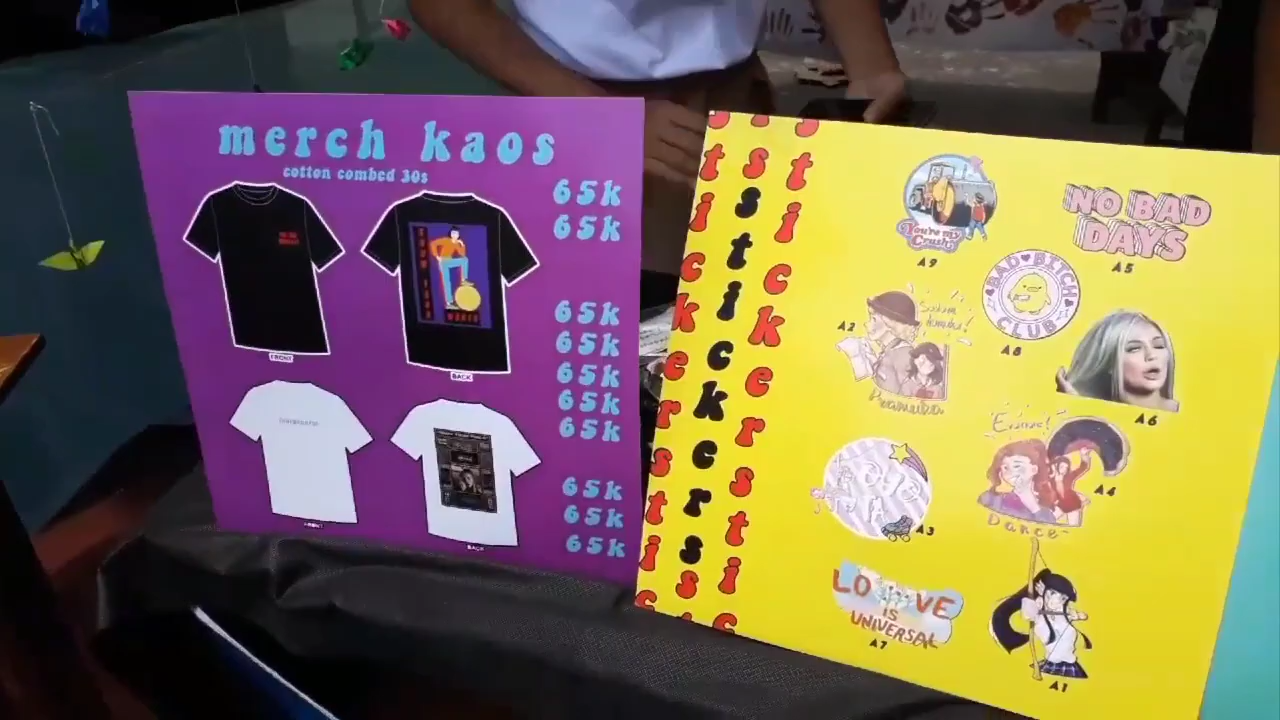 merch kaos
cotton combed 30s
65k
65k
65k
65k
65k
65k
65k
65k
65k
65k
FRONT
BACK
FRONT
BACK
stickers
stickers
stickers
You're my
Crush
A9
NO BAD
DAYS
A5
BAD BITCH
CLUB
A8
A2
Pramuka
A6
A3
Dance
A4
LOVE
IS
UNIVERSAL
A7
A1